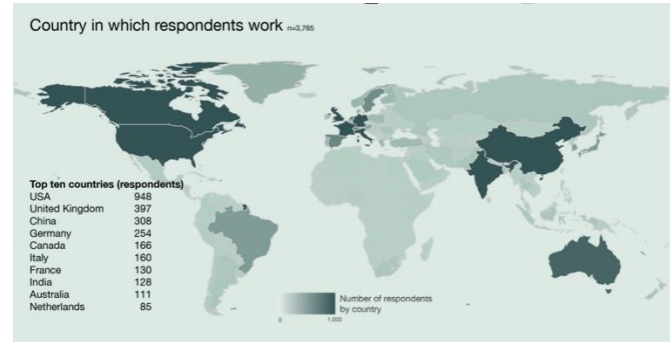 Country in which respondents work n=3,765
Top ten countries (respondents)
USA 948
United Kingdom 397
China 308
Germany 254
Canada 166
Italy 160
France 130
India 128
Australia 111
Netherlands 85
Number of respondents
by country
0 1,000